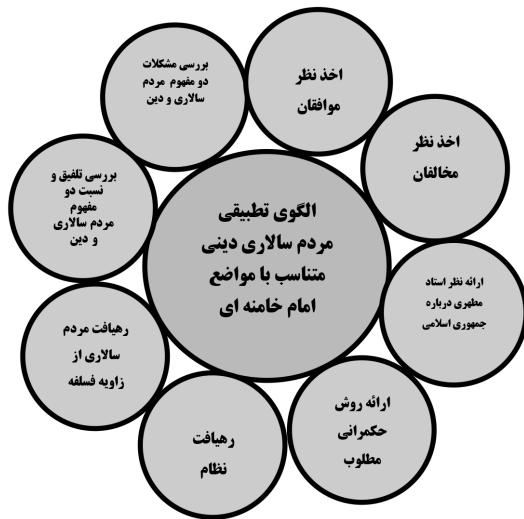 اخذ نظر
موافقان
اخذ نظر
مخالفان
ارائه نظر استاد
مطهری درباره
جمهوری اسلامی
ارائه روش
حکمرانی
مطلوب
رهیافت
نظام
رهیافت مردم
سالاری از
زاویه فسلفه
بررسی تلفیق و
نسبت دو
مفهوم
مردم سالاری
و دین
بررسی مشکلات
دو مفهوم مردم
سالاری و دین
الگوی تطبیقی
مردم سالاری دینی
متناسب با مواضع
امام خامنه ای